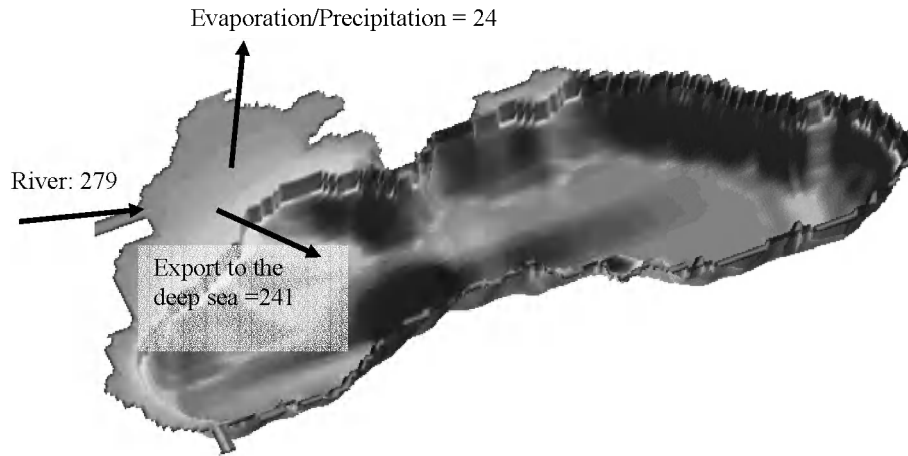 Evaporation/Precipitation = 24
River: 279
Export to the
deep sea =241